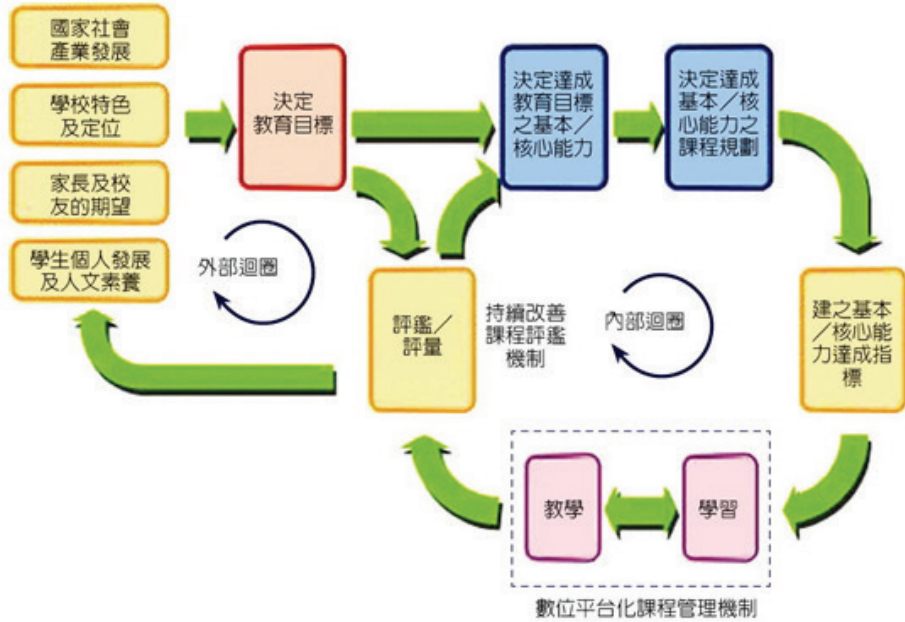 國家社會
產業發展
學校特色
及定位
家長及校
友的期望
學生個人發展
及人文素養
決定
教育目標
決定達成
教育目標
之基本／
核心能力
決定達成
基本／核
心能力之
課程規劃
外部迴圈
評鑑／
評量
持續改善
課程評鑑
機制
內部迴圈
建之基本
／核心能
力達成指
標
教學
學習
數位平台化課程管理機制